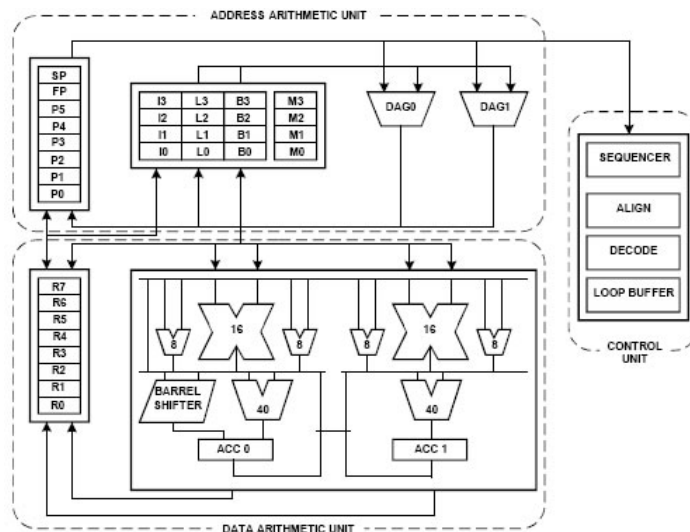 ADDRESS ARITHMETIC UNIT
SP
FP
P5
P4
P3
P2
P1
P0
I3 L3 B3 M3
I2 L2 B2 M2
I1 L1 B1 M1
I0 L0 B0 M0
DAG0 DAG1
SEQUENCER
ALIGN
DECODE
LOOP BUFFER
CONTROL
UNIT
R7
R6
R5
R4
R3
R2
R1
R0
16 16
8 8 8 8
BARREL
SHIFTER
40 40
ACC 0 ACC 1
DATA ARITHMETIC UNIT